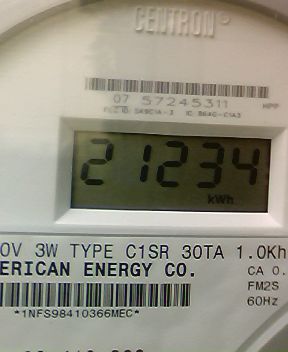 CENTRON®
07 57245311 HPP
21234
kWh
0V 3W TYPE C1SR 30TA 1.0Kh
ERICAN ENERGY CO. CA 0.
FM2S
60Hz
*1NFS98410366MEC*